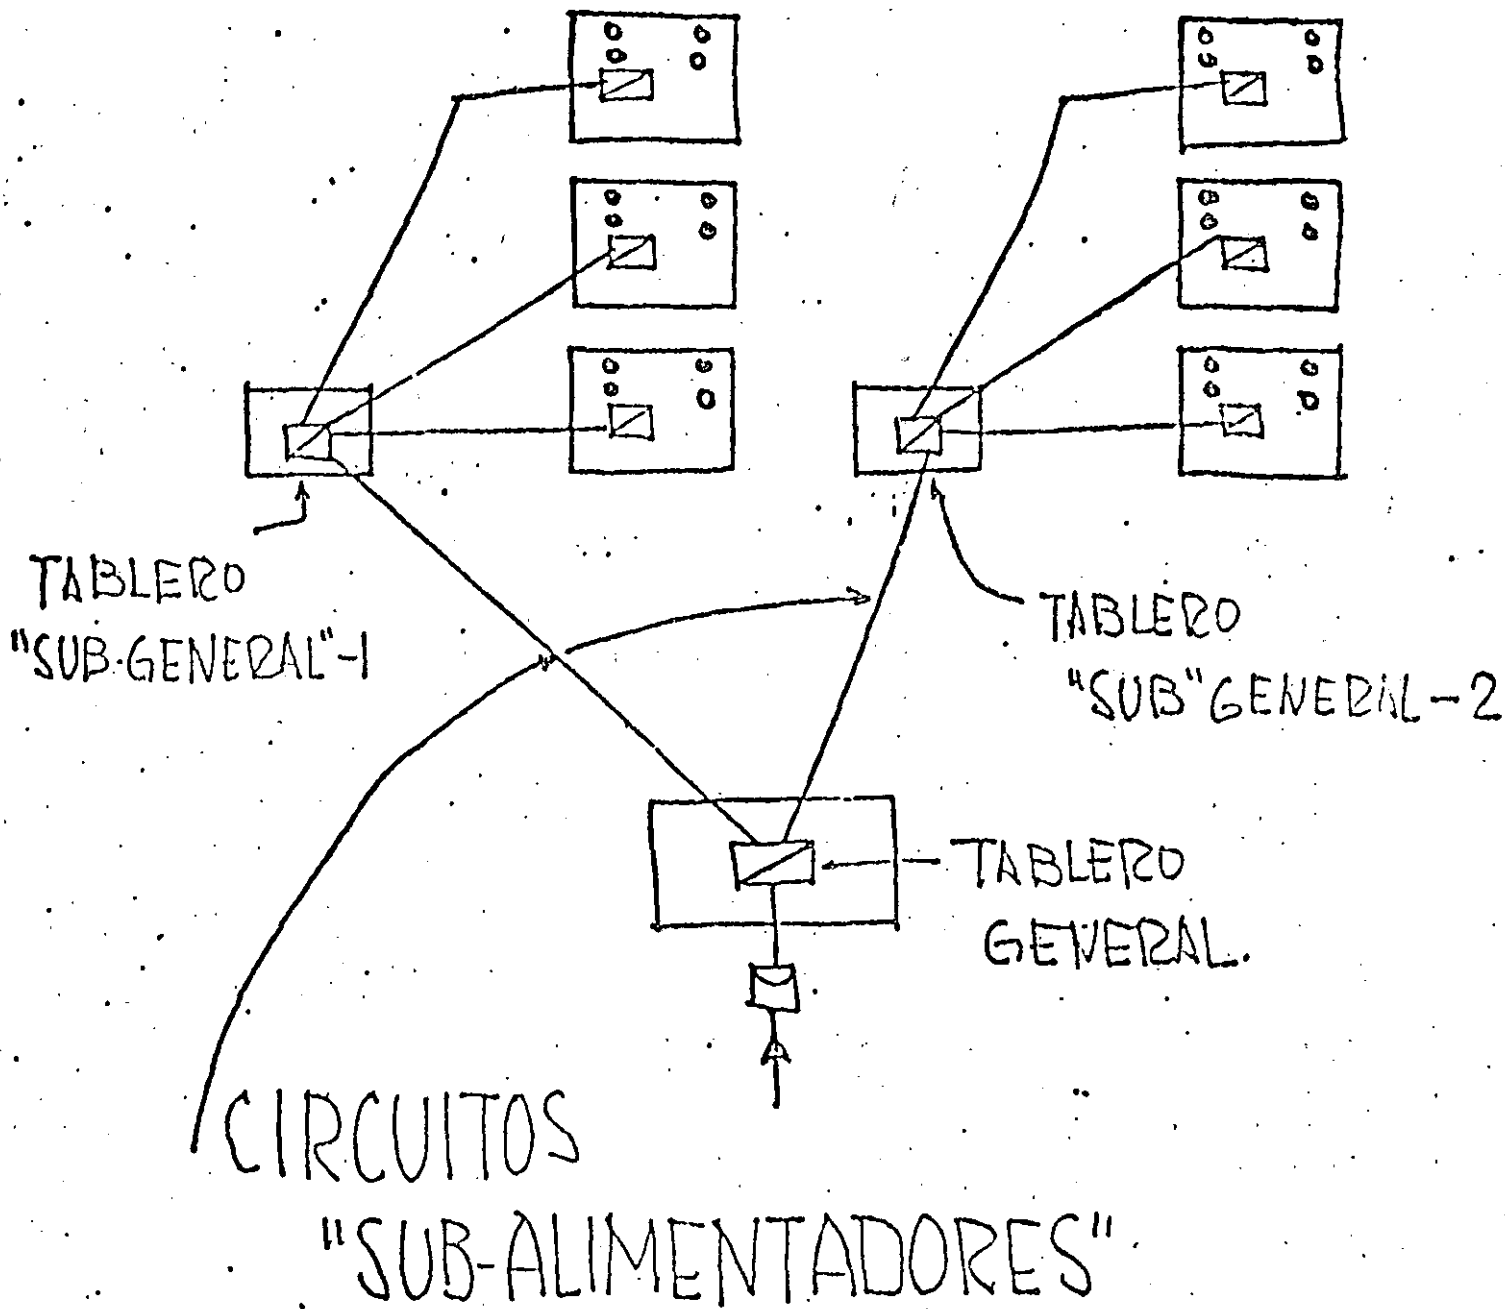 TABLERO
"SUB-GENERAL"-1
TABLERO
"SUB" GENERAL-2
TABLERO
GENERAL.
CIRCUITOS
"SUB-ALIMENTADORES"